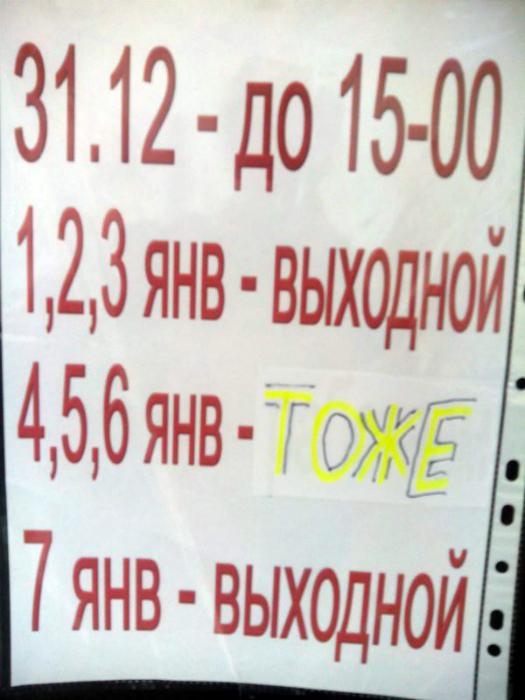 31.12 - до 15-00
1,2,3 янв - выходной
4,5,6 янв - ТОЖЕ
7 янв - выходной